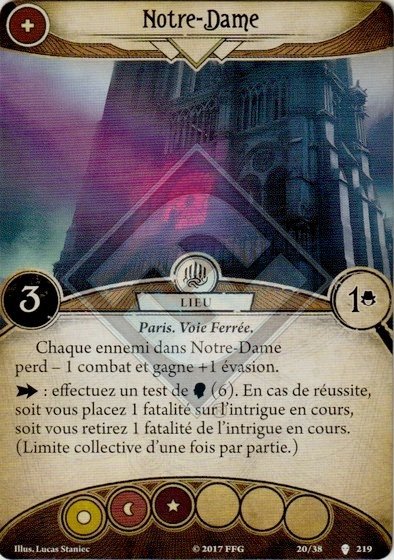 Notre-Dame
3
LIEU
1
Paris. Voie Ferrée.
Chaque ennemi dans Notre-Dame
perd – 1 combat et gagne +1 évasion.
: effectuez un test de (6). En cas de réussite,
soit vous placez 1 fatalité sur l'intrigue en cours,
soit vous retirez 1 fatalité de l'intrigue en cours.
(Limite collective d'une fois par partie.)
Illus. Lucas Staniec © 2017 FFG 20/38 219